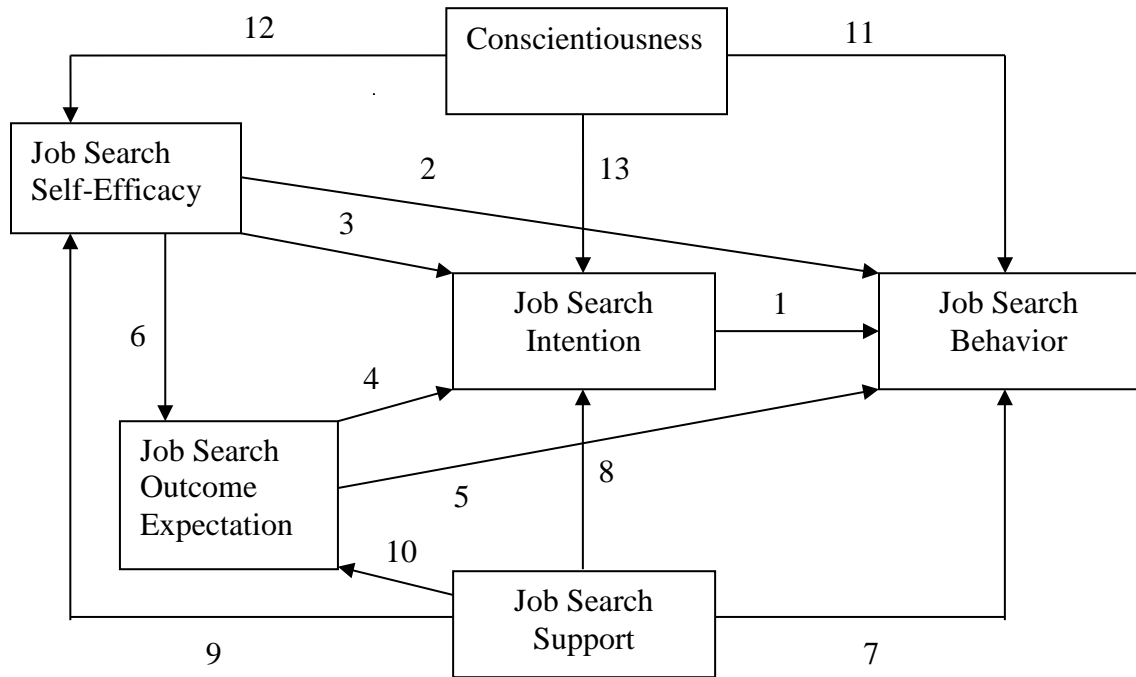 12
Conscientiousness
11
Job Search
Self-Efficacy
2
13
3
Job Search
Intention
1
Job Search
Behavior
6
4
Job Search
Outcome
Expectation
5
8
10
Job Search
Support
9
7